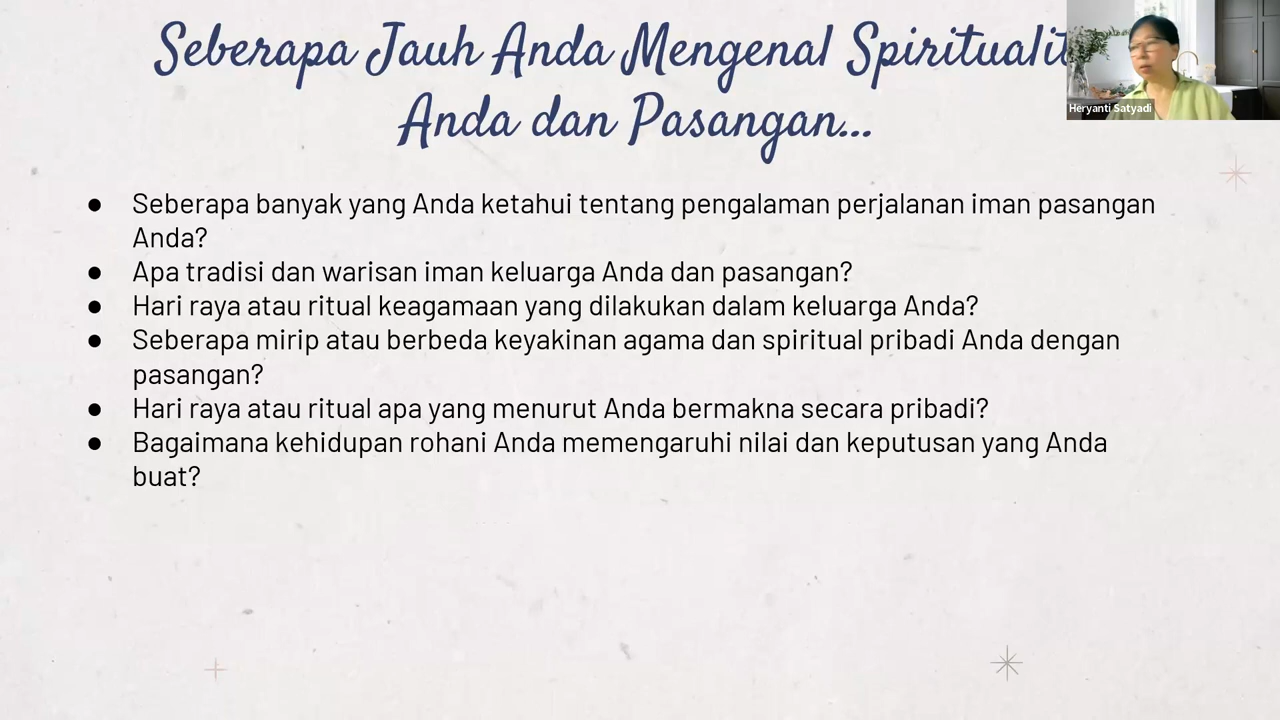 Seberapa Jauh Anda Mengenal
Anda dan Pasangan...
Heryanti Satyadi
● Seberapa banyak yang Anda ketahui tentang pengalaman perjalanan iman pasangan
Anda?
● Apa tradisi dan warisan iman keluarga Anda dan pasangan?
● Hari raya atau ritual keagamaan yang dilakukan dalam keluarga Anda?
● Seberapa mirip atau berbeda keyakinan agama dan spiritual pribadi Anda dengan
pasangan?
● Hari raya atau ritual apa yang menurut Anda bermakna secara pribadi?
● Bagaimana kehidupan rohani Anda memengaruhi nilai dan keputusan yang Anda
buat?